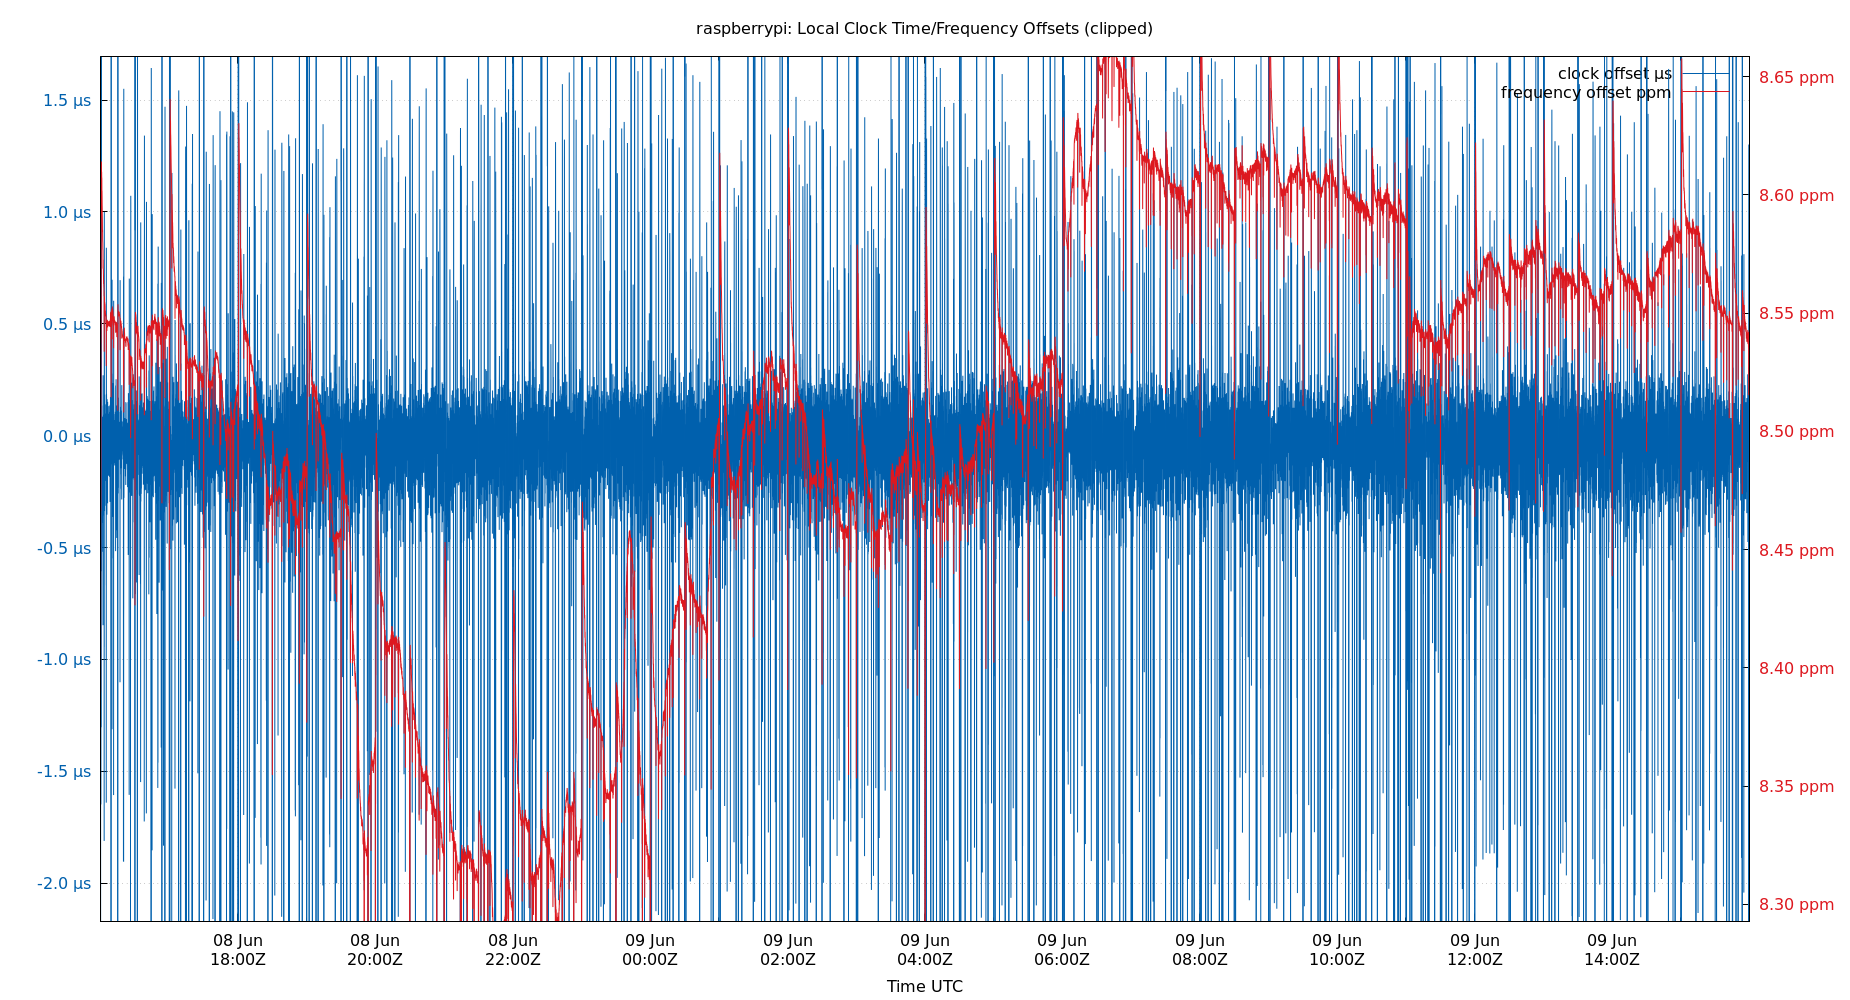 raspberrypi: Local Clock Time/Frequency Offsets (clipped)
clock offset µs
frequency offset ppm
1.5 µs
1.0 µs
0.5 µs
0.0 µs
-0.5 µs
-1.0 µs
-1.5 µs
-2.0 µs
8.65 ppm
8.60 ppm
8.55 ppm
8.50 ppm
8.45 ppm
8.40 ppm
8.35 ppm
8.30 ppm
08 Jun 08 Jun 08 Jun 09 Jun 09 Jun 09 Jun 09 Jun 09 Jun 09 Jun 09 Jun 09 Jun
18:00Z 20:00Z 22:00Z 00:00Z 02:00Z 04:00Z 06:00Z 08:00Z 10:00Z 12:00Z 14:00Z
Time UTC